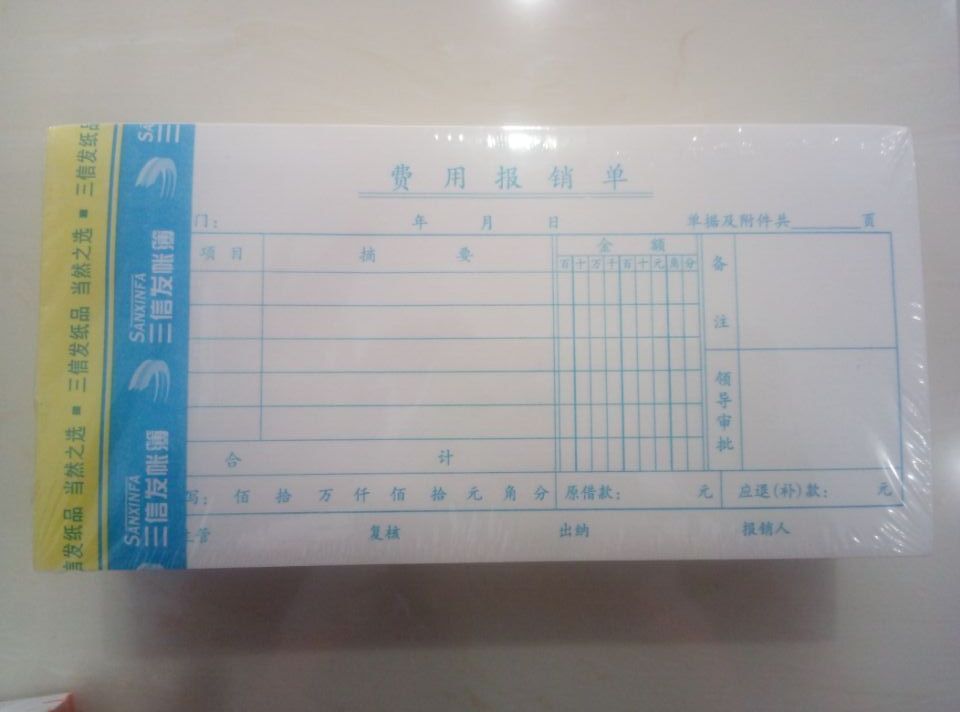 费用报销单
门： 年 月 日 单据及附件共 页
项目 摘要 金额 备注
百 十 万 千 百 十 元 角 分
领导审批
合计
写： 佰 拾 万 仟 佰 拾 元 角 分 原借款： 元 应退(补)款： 元
管 复核 出纳 报销人
三信发纸品
当然之选 ■ 三信发纸品
当然之选 ■ 三信发纸品
信发纸品
SANXINFA
三信发帐簿
SANXINFA
三信发帐簿